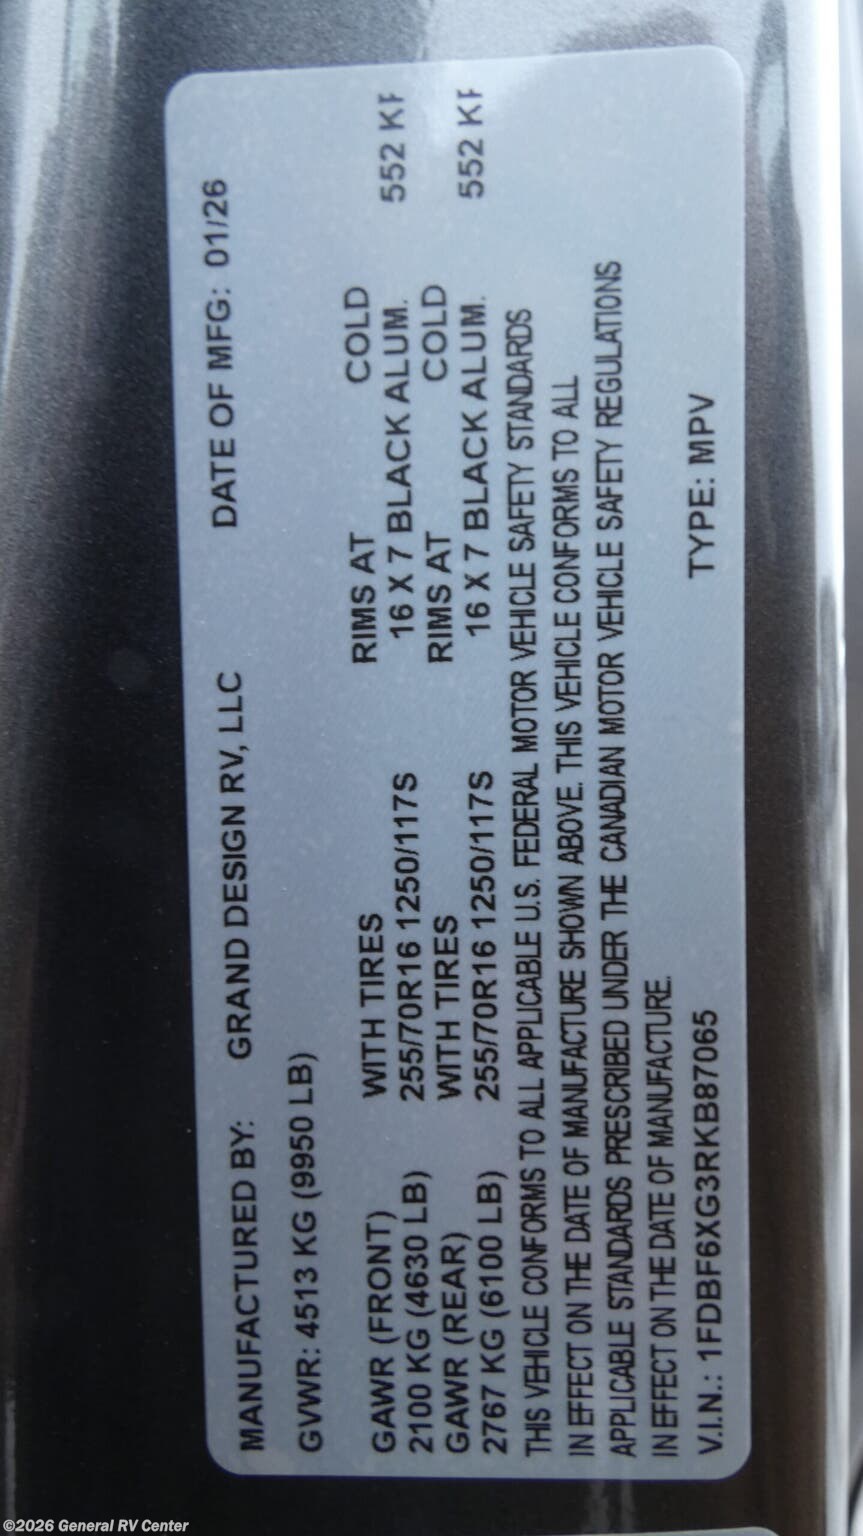 MANUFACTURED BY: GRAND DESIGN RV, LLC DATE OF MFG: 01/26
GVWR: 4513 KG (9950 LB)
GAWR (FRONT) WITH TIRES RIMS AT COLD
2100 KG (4630 LB) 255/70R16 1250/117S 16 X 7 BLACK ALUM. 552 KF
GAWR (REAR) WITH TIRES RIMS AT COLD
2767 KG (6100 LB) 255/70R16 1250/117S 16 X 7 BLACK ALUM. 552 KF
THIS VEHICLE CONFORMS TO ALL APPLICABLE U.S. FEDERAL MOTOR VEHICLE SAFETY STANDARDS
IN EFFECT ON THE DATE OF MANUFACTURE SHOWN ABOVE. THIS VEHICLE CONFORMS TO ALL
APPLICABLE STANDARDS PRESCRIBED UNDER THE CANADIAN MOTOR VEHICLE SAFETY REGULATIONS
IN EFFECT ON THE DATE OF MANUFACTURE.
V.I.N.: 1FDBF6XG3RKB87065 TYPE: MPV
©2026 General RV Center